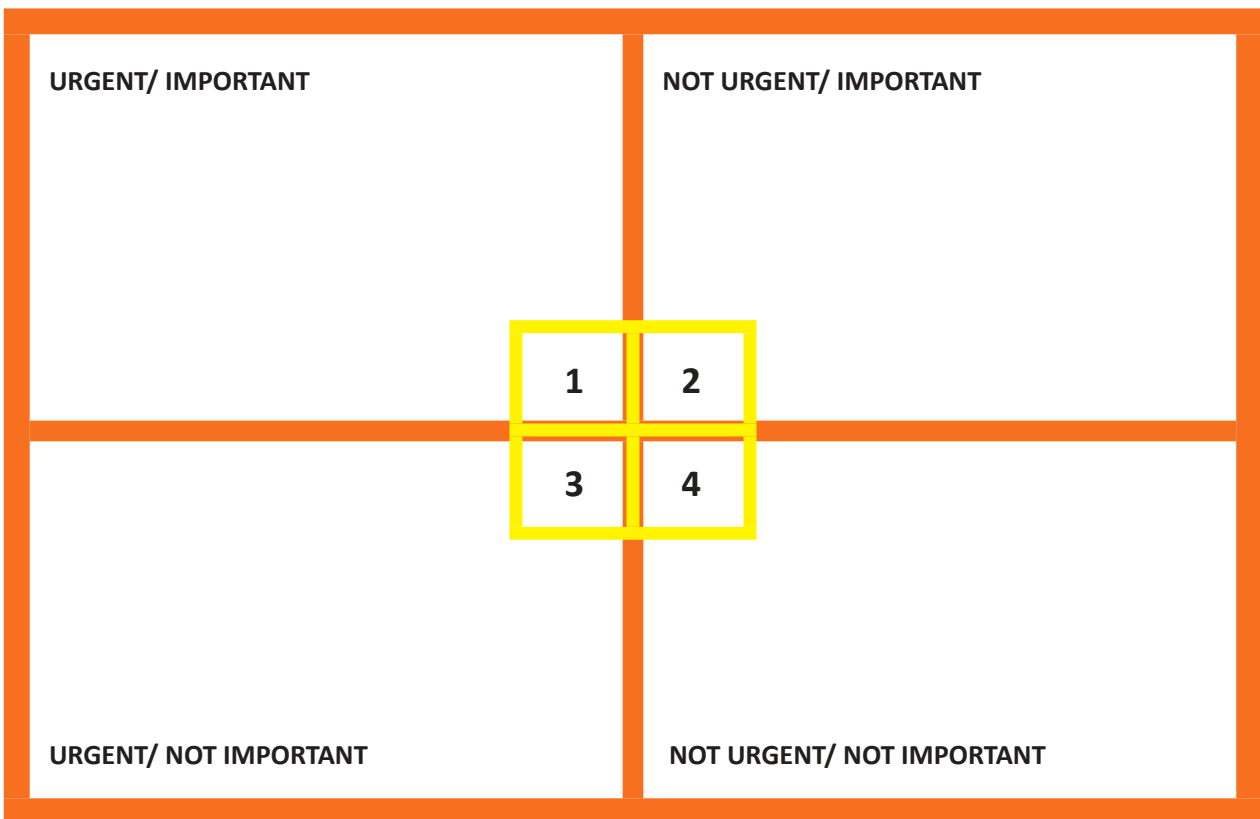 URGENT/ IMPORTANT
NOT URGENT/ IMPORTANT
1
2
3
4
URGENT/ NOT IMPORTANT
NOT URGENT/ NOT IMPORTANT